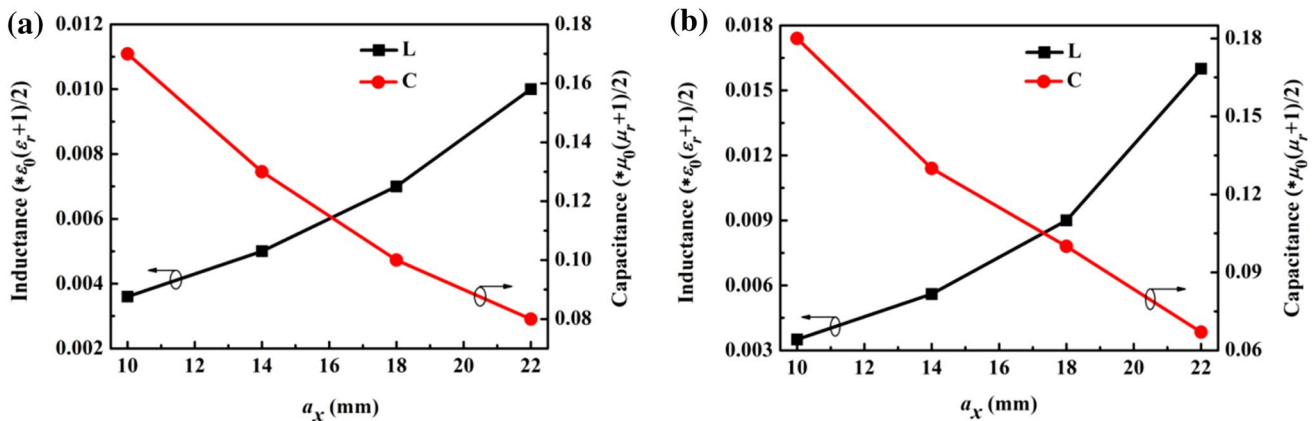 (a)
L
C
Inductance (*ε₀(εᵣ+1)/2)
0.012
0.010
0.008
0.006
0.004
0.002
Capacitance (*μ₀(μᵣ+1)/2)
0.18
0.16
0.14
0.12
0.10
0.08
10 12 14 16 18 20 22
aₓ (mm)
(b)
L
C
Inductance (*ε₀(εᵣ+1)/2)
0.018
0.015
0.012
0.009
0.006
0.003
Capacitance (*μ₀(μᵣ+1)/2)
0.18
0.15
0.12
0.09
0.06
10 12 14 16 18 20 22
aₓ (mm)